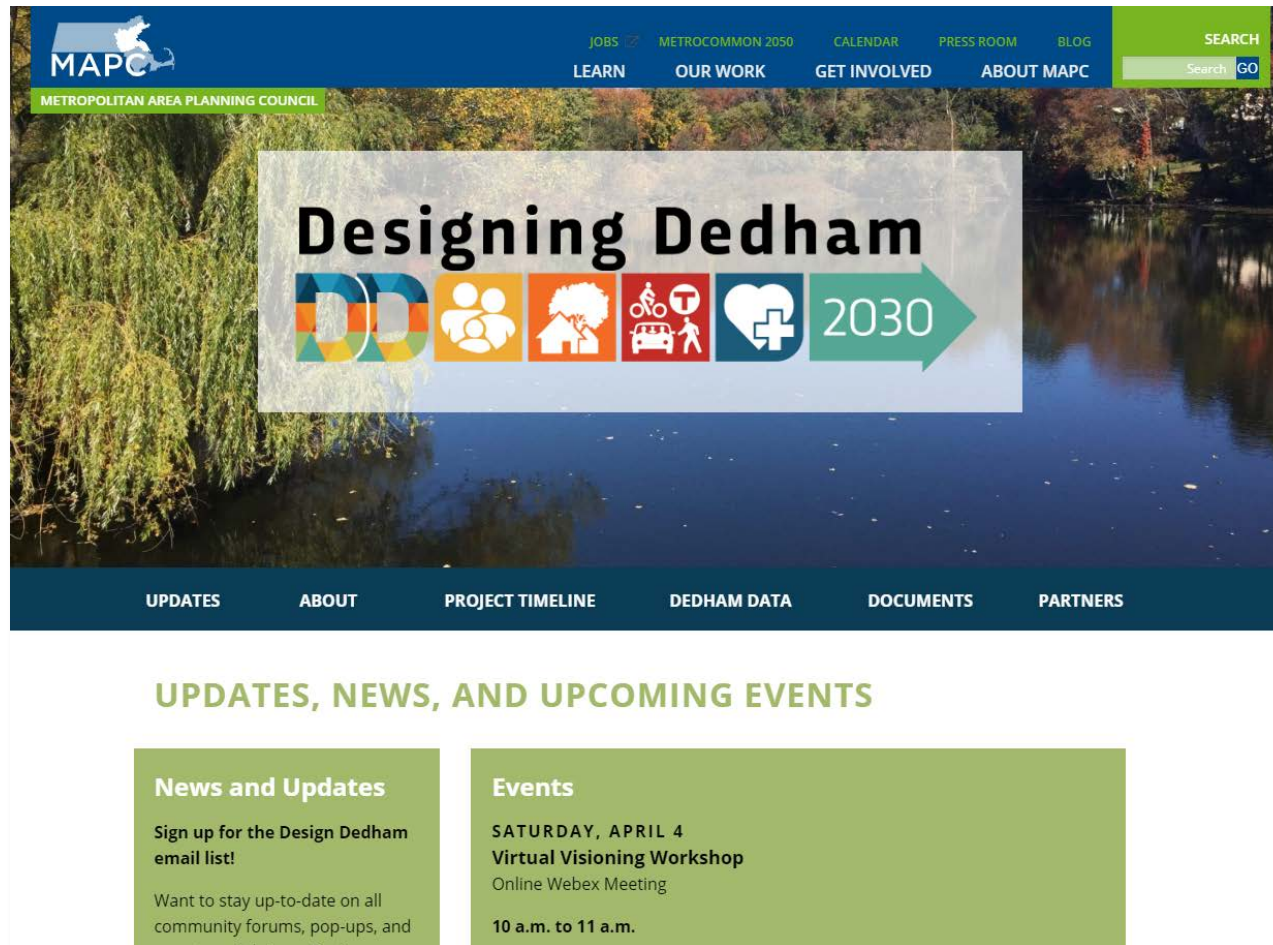 MAPC
JOBS METROCOMMON 2050 CALENDAR PRESS ROOM BLOG
SEARCH
LEARN OUR WORK GET INVOLVED ABOUT MAPC
Search GO
METROPOLITAN AREA PLANNING COUNCIL
Designing Dedham
DD T 2030
UPDATES ABOUT PROJECT TIMELINE DEDHAM DATA DOCUMENTS PARTNERS
UPDATES, NEWS, AND UPCOMING EVENTS
News and Updates
Sign up for the Design Dedham
email list!
Want to stay up-to-date on all
community forums, pop-ups, and
Events
SATURDAY, APRIL 4
Virtual Visioning Workshop
Online Webex Meeting
10 a.m. to 11 a.m.